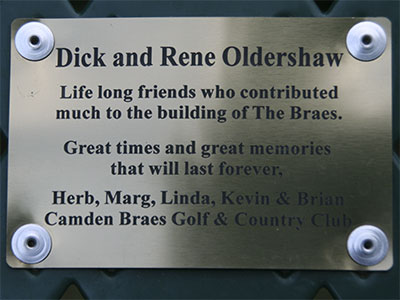 Dick and Rene Oldershaw
Life long friends who contributed
much to the building of The Braes.
Great times and great memories
that will last forever,
Herb, Marg, Linda, Kevin & Brian
Camden Braes Golf & Country Club